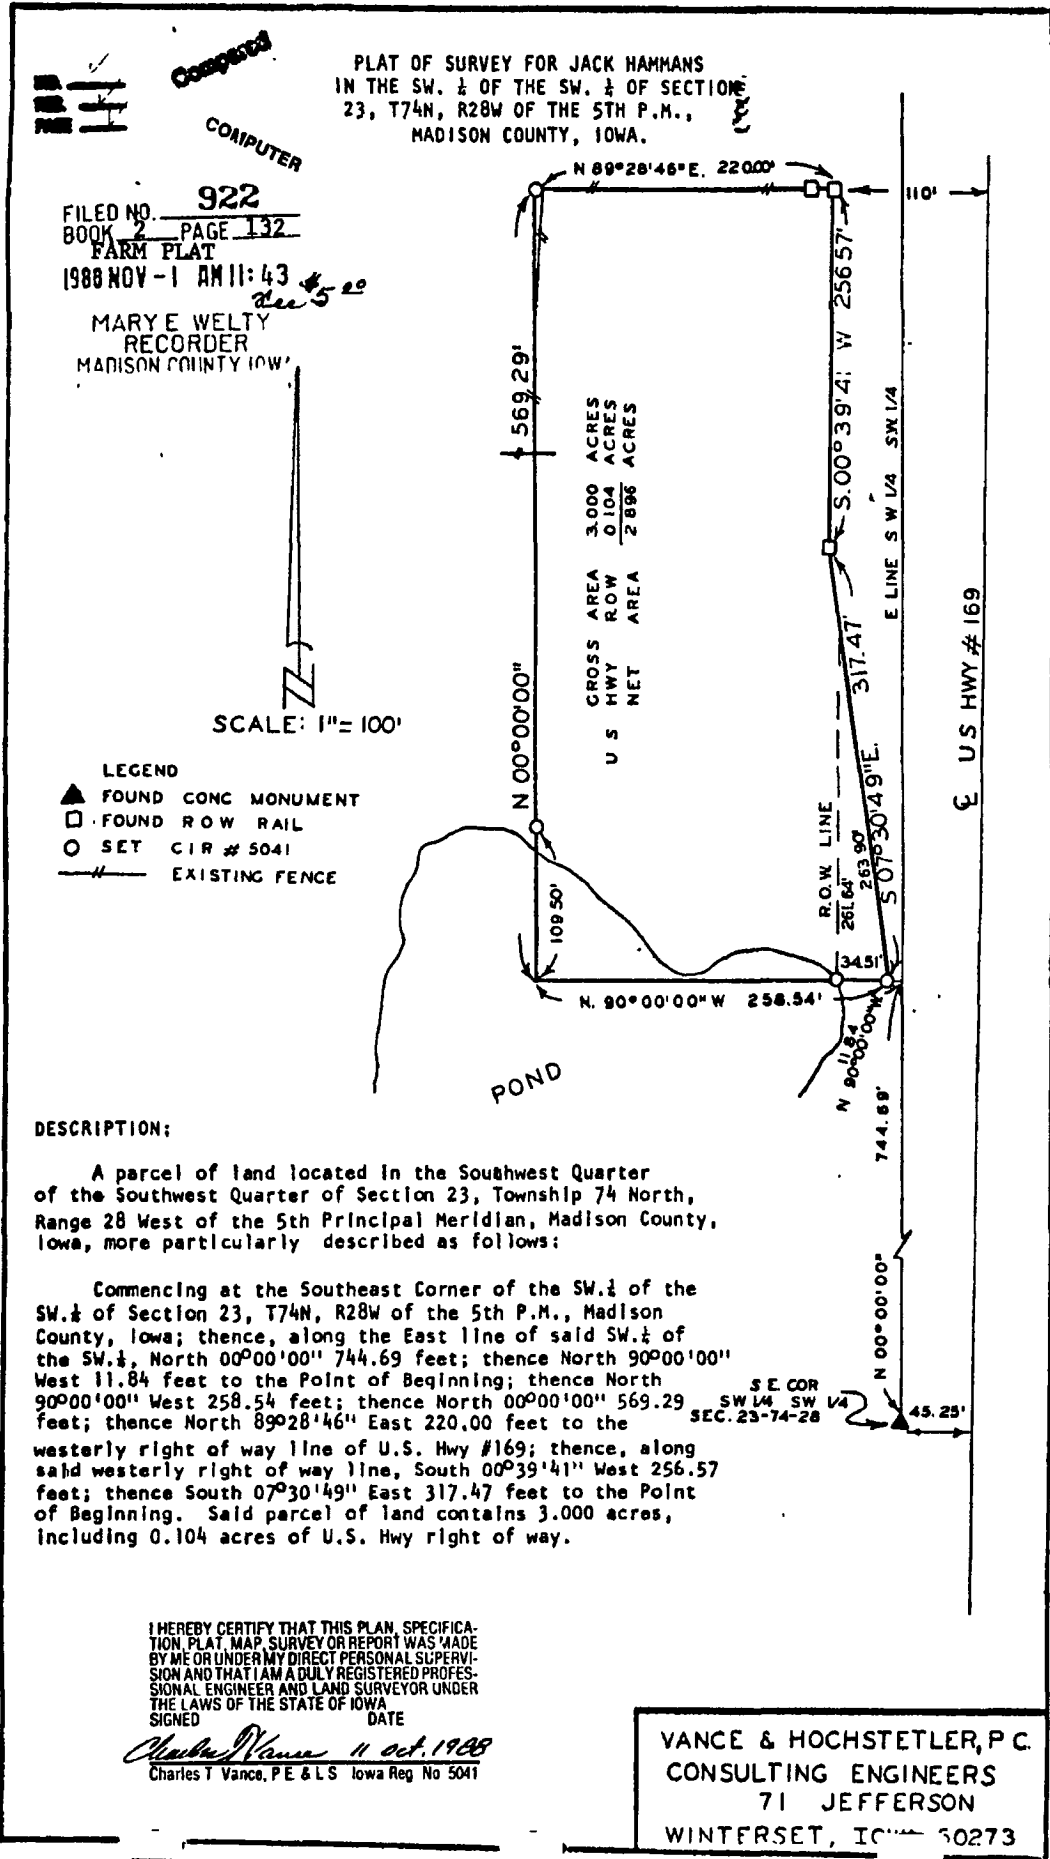 Compared
NO.
REC.
PAGE
COMPUTER
PLAT OF SURVEY FOR JACK HAMMANS
IN THE SW. ¼ OF THE SW. ¼ OF SECTION
23, T74N, R28W OF THE 5TH P.M.,
MADISON COUNTY, IOWA.
FILED NO. 922
BOOK 2 PAGE 132
FARM PLAT
1988 NOV -1 AM 11:43
$5.00
MARY E WELTY
RECORDER
MADISON COUNTY IOW
N 89°28'46"E. 220.00'
110'
569.29'
N 00°00'00"
S.00°39'41 W 256 57'
GROSS AREA 3.000 ACRES
U S HWY ROW 0 104 ACRES
NET AREA 2 896 ACRES
E LINE S W 1/4 SW 1/4
℄ US HWY # 169
317.47'
S 07°30'49"E.
R.O.W. LINE
261.64'
263 90'
SCALE: 1"= 100'
LEGEND
▲ FOUND CONC MONUMENT
□ FOUND ROW RAIL
○ SET CIR # 5041
—//— EXISTING FENCE
109 50'
34.51'
N. 90°00'00" W 258.54'
11 84
N 90°00'00"W
POND
744.69'
N 00°00'00"
S E. COR
SW 1/4 SW 1/4
SEC. 23-74-28
45.25'
DESCRIPTION:
A parcel of land located in the Southwest Quarter
of the Southwest Quarter of Section 23, Township 74 North,
Range 28 West of the 5th Principal Meridian, Madison County,
Iowa, more particularly described as follows:
Commencing at the Southeast Corner of the SW.¼ of the
SW.¼ of Section 23, T74N, R28W of the 5th P.M., Madison
County, Iowa; thence, along the East line of said SW.¼ of
the SW.¼, North 00°00'00" 744.69 feet; thence North 90°00'00"
West 11.84 feet to the Point of Beginning; thence North
90°00'00" West 258.54 feet; thence North 00°00'00" 569.29
feet; thence North 89°28'46" East 220.00 feet to the
westerly right of way line of U.S. Hwy #169; thence, along
said westerly right of way line, South 00°39'41" West 256.57
feet; thence South 07°30'49" East 317.47 feet to the Point
of Beginning. Said parcel of land contains 3.000 acres,
including 0.104 acres of U.S. Hwy right of way.
I HEREBY CERTIFY THAT THIS PLAN, SPECIFICA-
TION, PLAT, MAP, SURVEY OR REPORT WAS MADE
BY ME OR UNDER MY DIRECT PERSONAL SUPERVI-
SION AND THAT I AM A DULY REGISTERED PROFES-
SIONAL ENGINEER AND LAND SURVEYOR UNDER
THE LAWS OF THE STATE OF IOWA
SIGNED DATE
Charles T Vance 11 Oct. 1988
Charles T Vance, P E & L S Iowa Reg No 5041
VANCE & HOCHSTETLER, P C.
CONSULTING ENGINEERS
71 JEFFERSON
WINTERSET, 50273